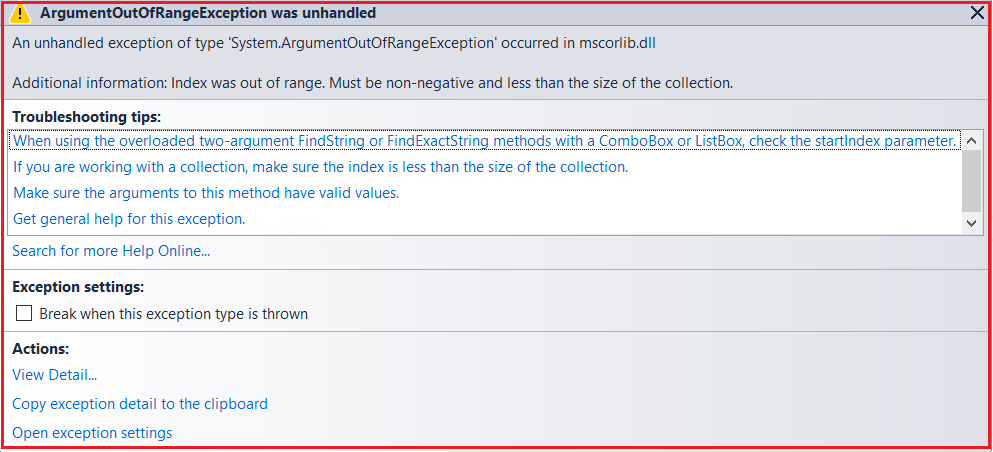 ArgumentOutOfRangeException was unhandled
An unhandled exception of type 'System.ArgumentOutOfRangeException' occurred in mscorlib.dll
Additional information: Index was out of range. Must be non-negative and less than the size of the collection.
Troubleshooting tips:
When using the overloaded two-argument FindString or FindExactString methods with a ComboBox or ListBox, check the startIndex parameter.
If you are working with a collection, make sure the index is less than the size of the collection.
Make sure the arguments to this method have valid values.
Get general help for this exception.
Search for more Help Online...
Exception settings:
Break when this exception type is thrown
Actions:
View Detail...
Copy exception detail to the clipboard
Open exception settings